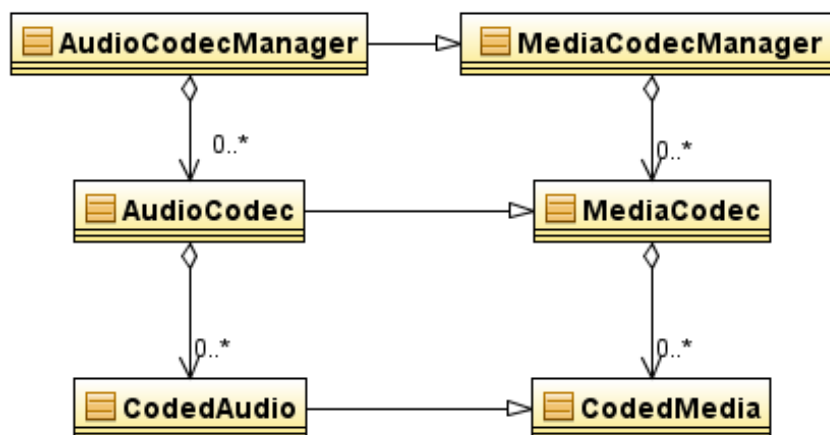 AudioCodecManager MediaCodecManager
0..* 0..*
AudioCodec MediaCodec
0..* 0..*
CodedAudio CodedMedia